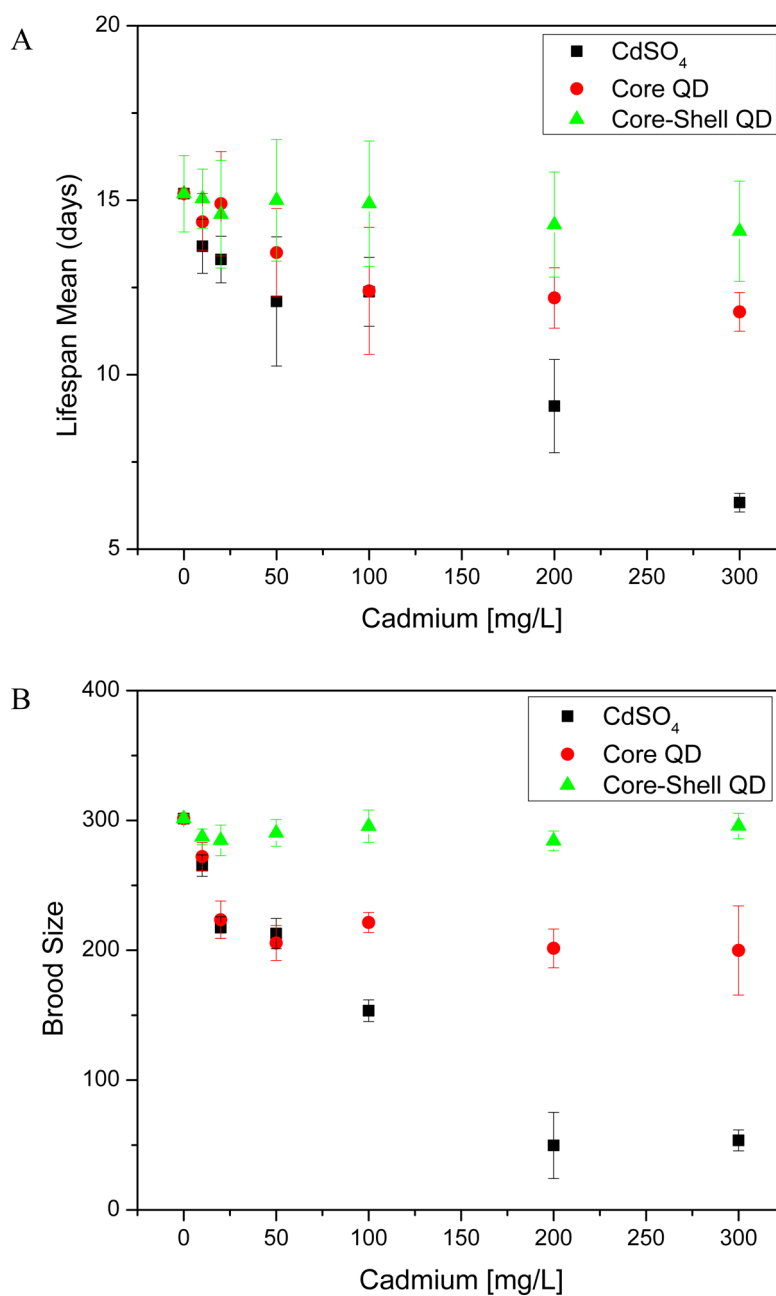 A
20
15
10
5
Lifespan Mean (days)
CdSO₄
Core QD
Core-Shell QD
0 50 100 150 200 250 300
Cadmium [mg/L]
B
400
300
200
100
0
Brood Size
CdSO₄
Core QD
Core-Shell QD
0 50 100 150 200 250 300
Cadmium [mg/L]